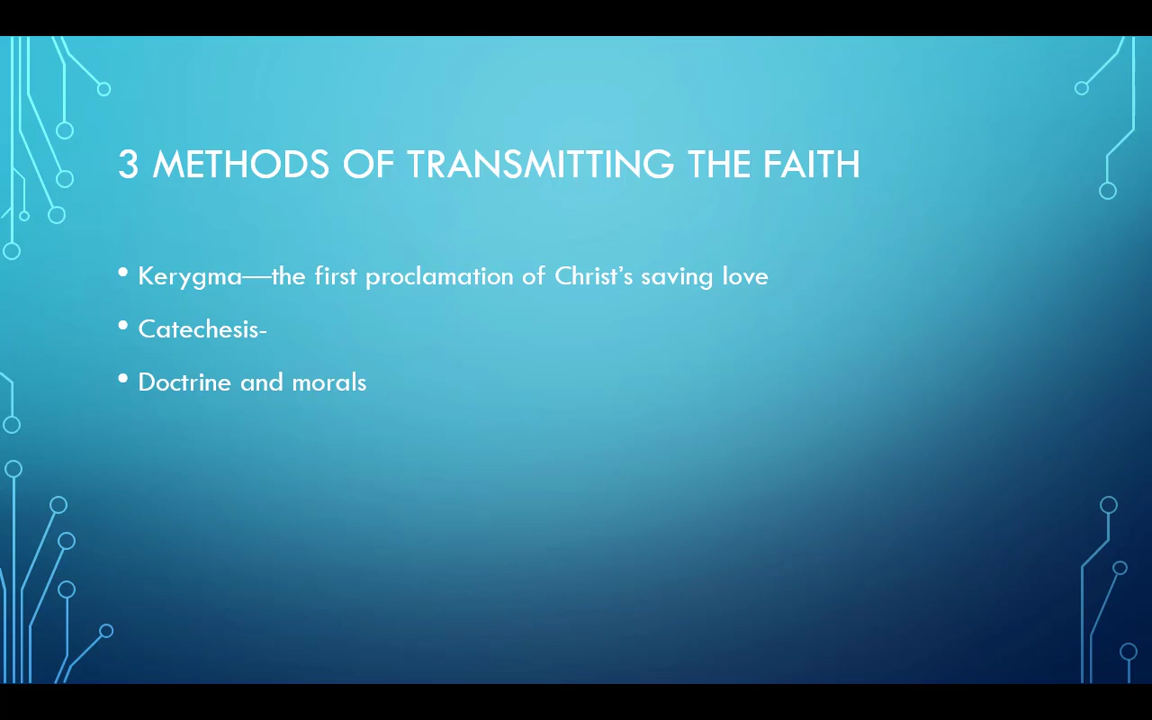 3 METHODS OF TRANSMITTING THE FAITH
• Kerygma—the first proclamation of Christ’s saving love
• Catechesis-
• Doctrine and morals